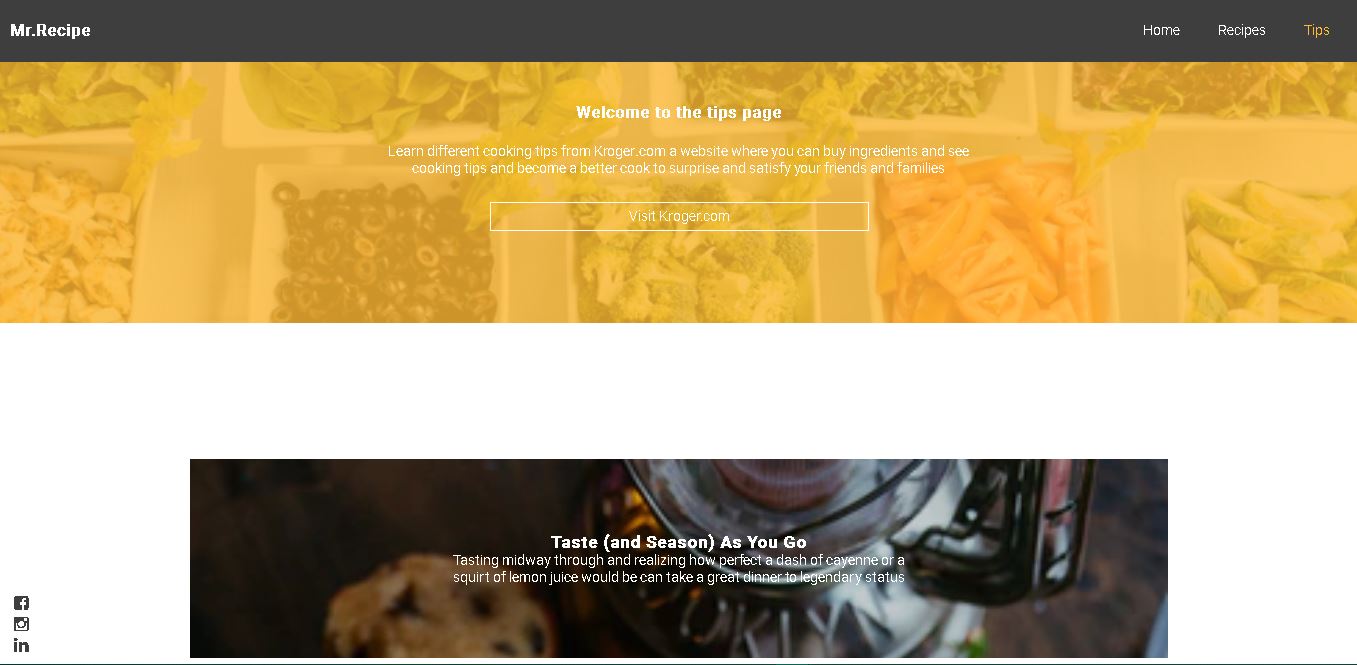 Mr.Recipe
Home Recipes Tips
Welcome to the tips page
Learn different cooking tips from Kroger.com a website where you can buy ingredients and see
cooking tips and become a better cook to surprise and satisfy your friends and families
Visit Kroger.com
Taste (and Season) As You Go
Tasting midway through and realizing how perfect a dash of cayenne or a
squirt of lemon juice would be can take a great dinner to legendary status